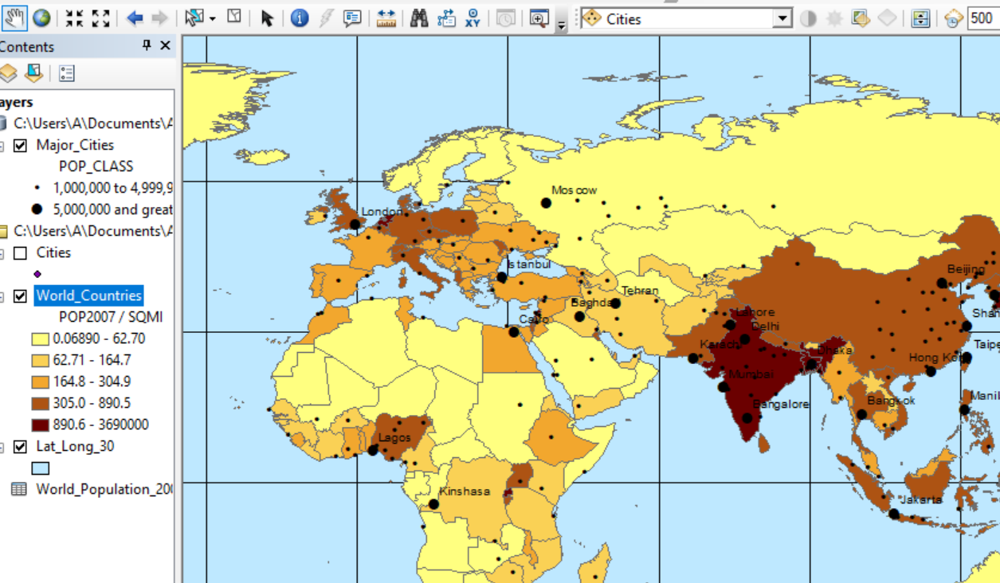 Cities
500
XY
Contents
ayers
C:\Users\A\Documents\A
Major_Cities
POP_CLASS
1,000,000 to 4,999,9
5,000,000 and great
C:\Users\A\Documents\A
Cities
World_Countries
POP2007 / SQMI
0.06890 - 62.70
62.71 - 164.7
164.8 - 304.9
305.0 - 890.5
890.6 - 3690000
Lat_Long_30
World_Population_20
Moscow
London
Istanbul
Beijing
Tehran
Baghdad
Lahore
Shan
Cairo
Delhi
Karachi
Dhaka
Taipe
Hong Kong
Mumbai
Manil
Bangalore
Bangkok
Lagos
Kinshasa
Jakarta